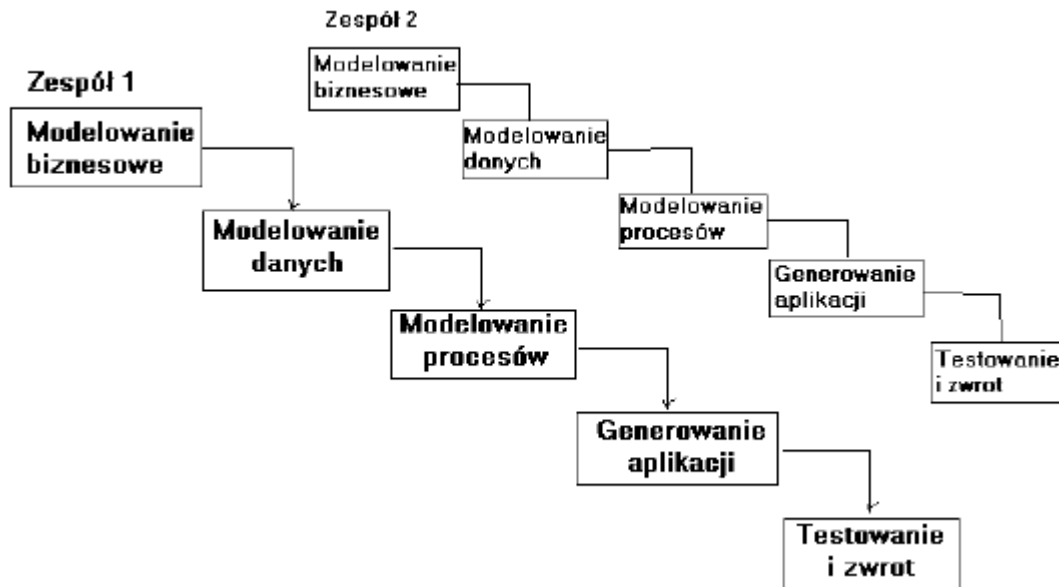 Zespół 2
Modelowanie
biznesowe
Modelowanie
danych
Modelowanie
procesów
Generowanie
aplikacji
Testowanie
i zwrot
Zespół 1
Modelowanie
biznesowe
Modelowanie
danych
Modelowanie
procesów
Generowanie
aplikacji
Testowanie
i zwrot